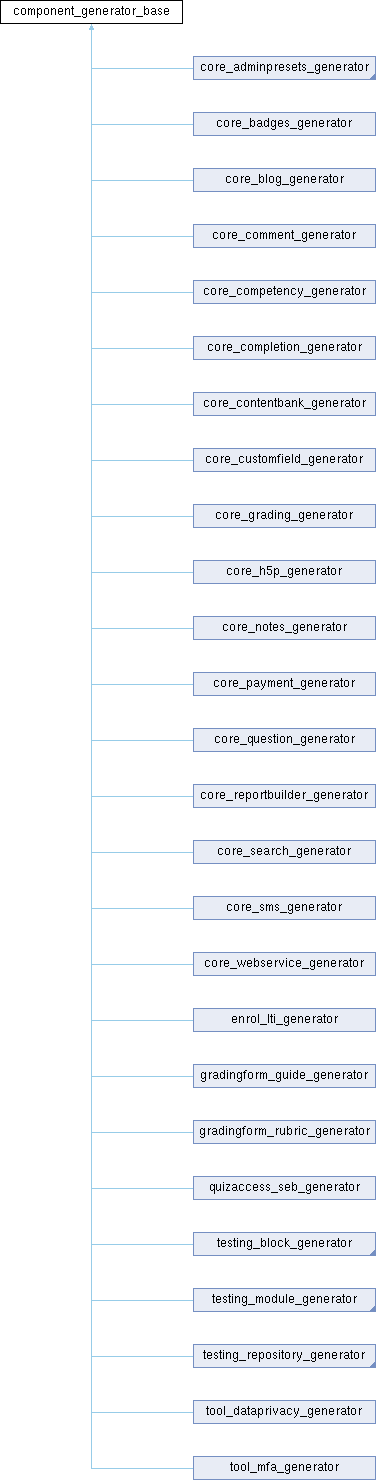 component_generator_base
core_adminpresets_generator
core_badges_generator
core_blog_generator
core_comment_generator
core_competency_generator
core_completion_generator
core_contentbank_generator
core_customfield_generator
core_grading_generator
core_h5p_generator
core_notes_generator
core_payment_generator
core_question_generator
core_reportbuilder_generator
core_search_generator
core_sms_generator
core_webservice_generator
enrol_lti_generator
gradingform_guide_generator
gradingform_rubric_generator
quizaccess_seb_generator
testing_block_generator
testing_module_generator
testing_repository_generator
tool_dataprivacy_generator
tool_mfa_generator